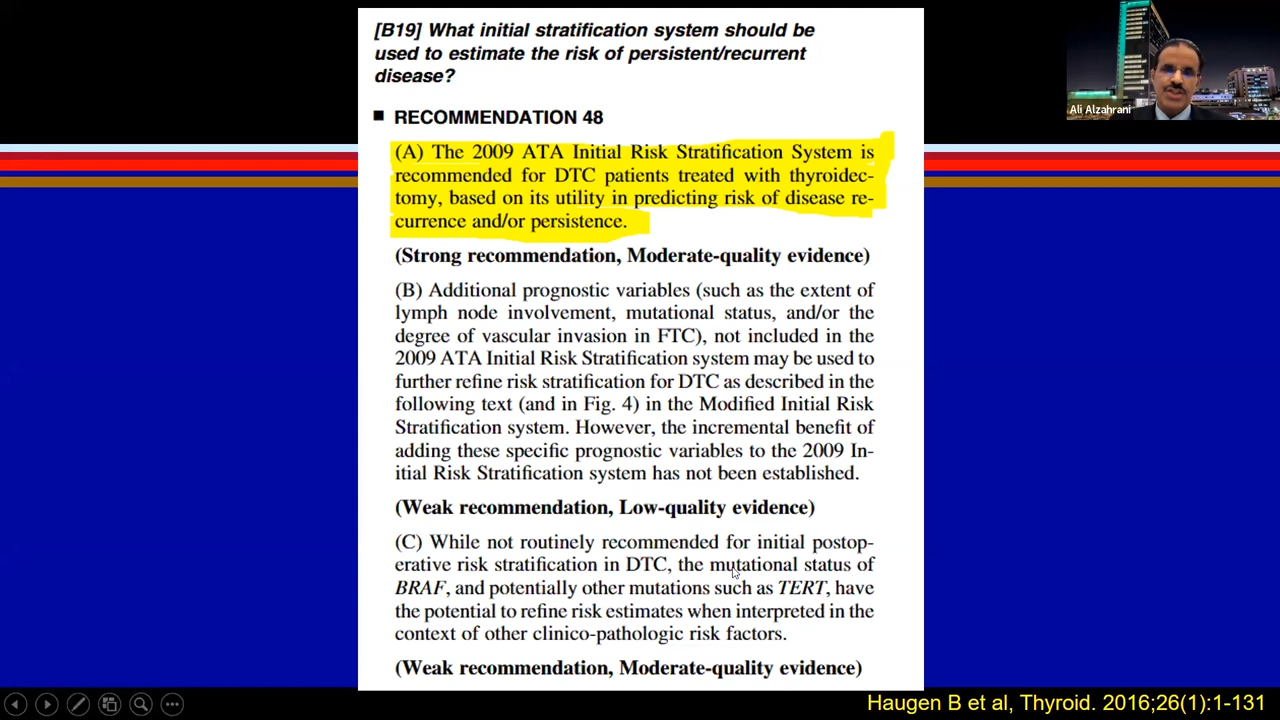 [B19] What initial stratification system should be
used to estimate the risk of persistent/recurrent
disease?
■ RECOMMENDATION 48
(A) The 2009 ATA Initial Risk Stratification System is
recommended for DTC patients treated with thyroidec-
tomy, based on its utility in predicting risk of disease re-
currence and/or persistence.
(Strong recommendation, Moderate-quality evidence)
(B) Additional prognostic variables (such as the extent of
lymph node involvement, mutational status, and/or the
degree of vascular invasion in FTC), not included in the
2009 ATA Initial Risk Stratification system may be used to
further refine risk stratification for DTC as described in the
following text (and in Fig. 4) in the Modified Initial Risk
Stratification system. However, the incremental benefit of
adding these specific prognostic variables to the 2009 In-
itial Risk Stratification system has not been established.
(Weak recommendation, Low-quality evidence)
(C) While not routinely recommended for initial postop-
erative risk stratification in DTC, the mutational status of
BRAF, and potentially other mutations such as TERT, have
the potential to refine risk estimates when interpreted in the
context of other clinico-pathologic risk factors.
(Weak recommendation, Moderate-quality evidence)
Ali Alzahrani
Haugen B et al, Thyroid. 2016;26(1):1-131